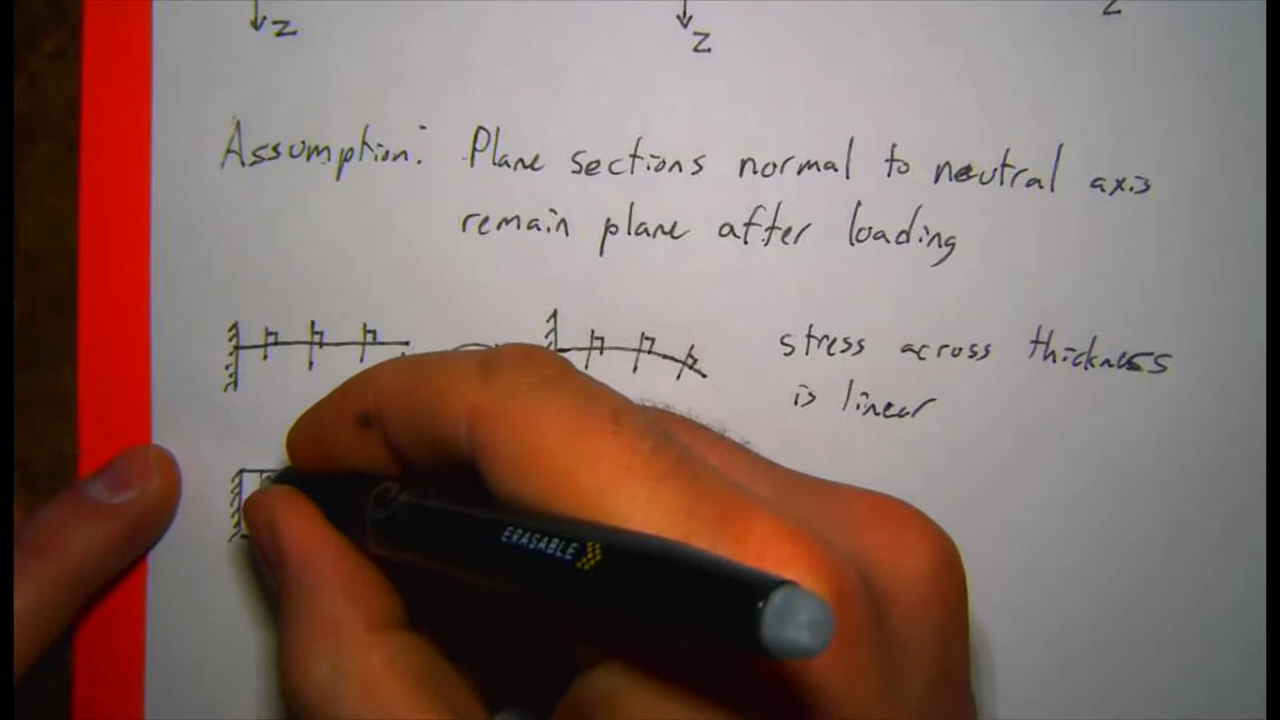 Z
Z
Z
Assumption: Plane sections normal to neutral axis
remain plane after loading
stress across thickness
is linear
ERASABLE